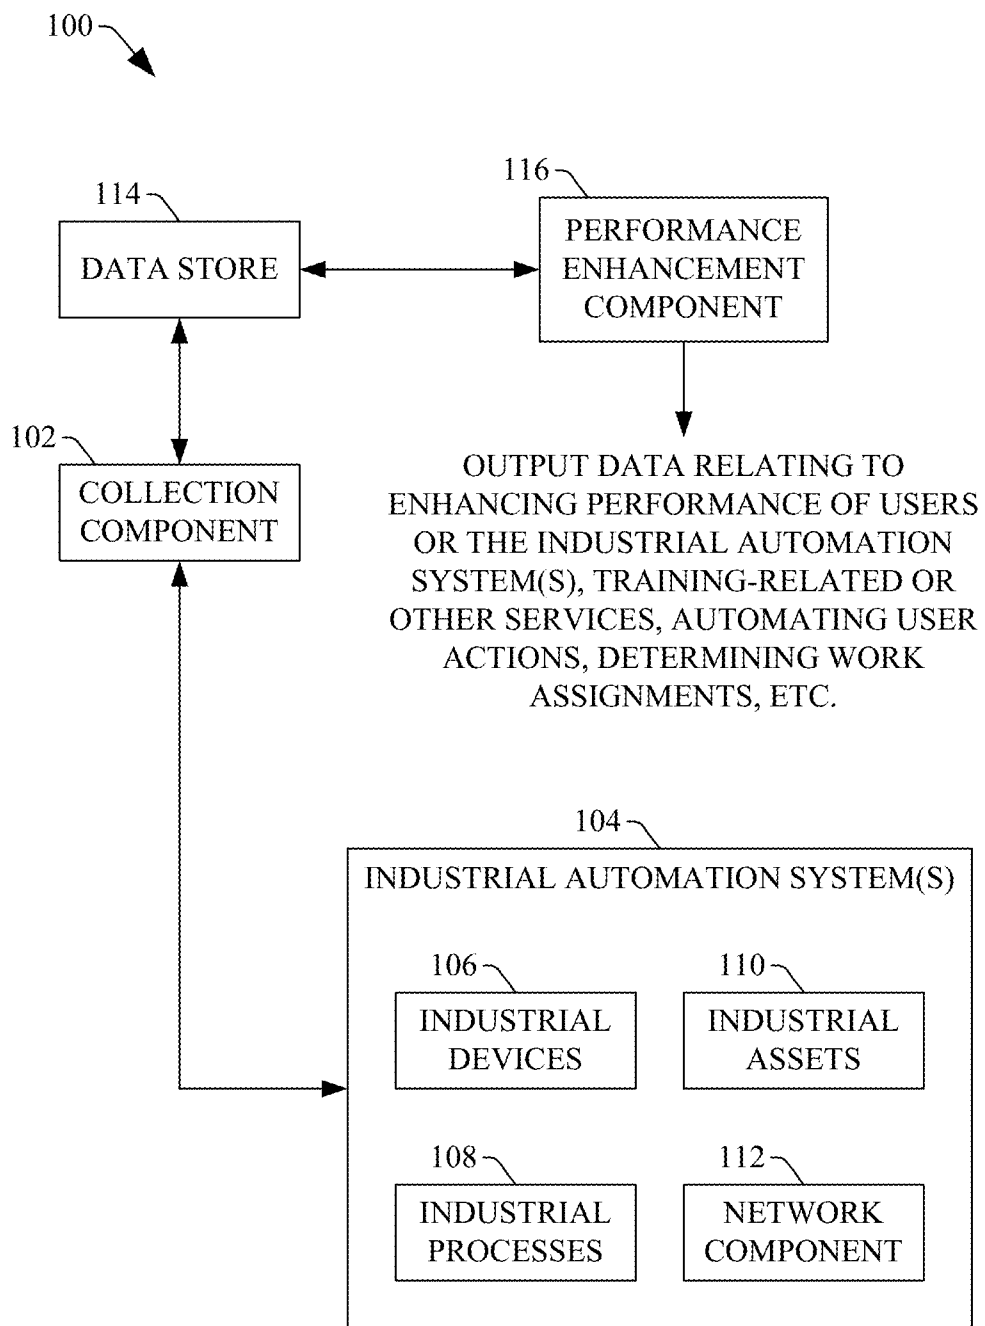 100
114
DATA STORE
116
PERFORMANCE
ENHANCEMENT
COMPONENT
102
COLLECTION
COMPONENT
OUTPUT DATA RELATING TO
ENHANCING PERFORMANCE OF USERS
OR THE INDUSTRIAL AUTOMATION
SYSTEM(S), TRAINING-RELATED OR
OTHER SERVICES, AUTOMATING USER
ACTIONS, DETERMINING WORK
ASSIGNMENTS, ETC.
104
INDUSTRIAL AUTOMATION SYSTEM(S)
106
INDUSTRIAL
DEVICES
110
INDUSTRIAL
ASSETS
108
INDUSTRIAL
PROCESSES
112
NETWORK
COMPONENT